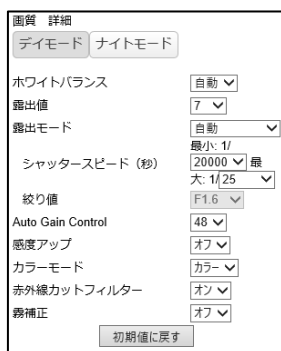 画質 詳細
デイモード ナイトモード
ホワイトバランス 自動
露出値 7
露出モード 自動
最小: 1/
シャッタースピード（秒） 20000 最
大: 1/ 25
絞り値 F1.6
Auto Gain Control 48
感度アップ オフ
カラーモード カラー
赤外線カットフィルター オン
霧補正 オフ
初期値に戻す